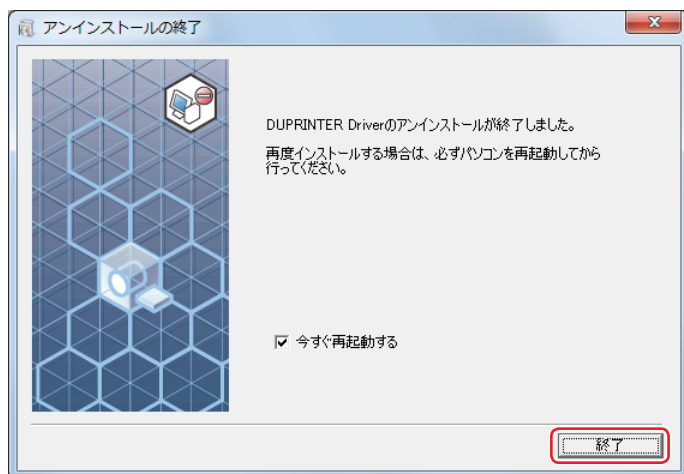 アンインストールの終了
DUPRINTER Driverのアンインストールが終了しました。
再度インストールする場合は、必ずパソコンを再起動してから
行ってください。
今すぐ再起動する
終了